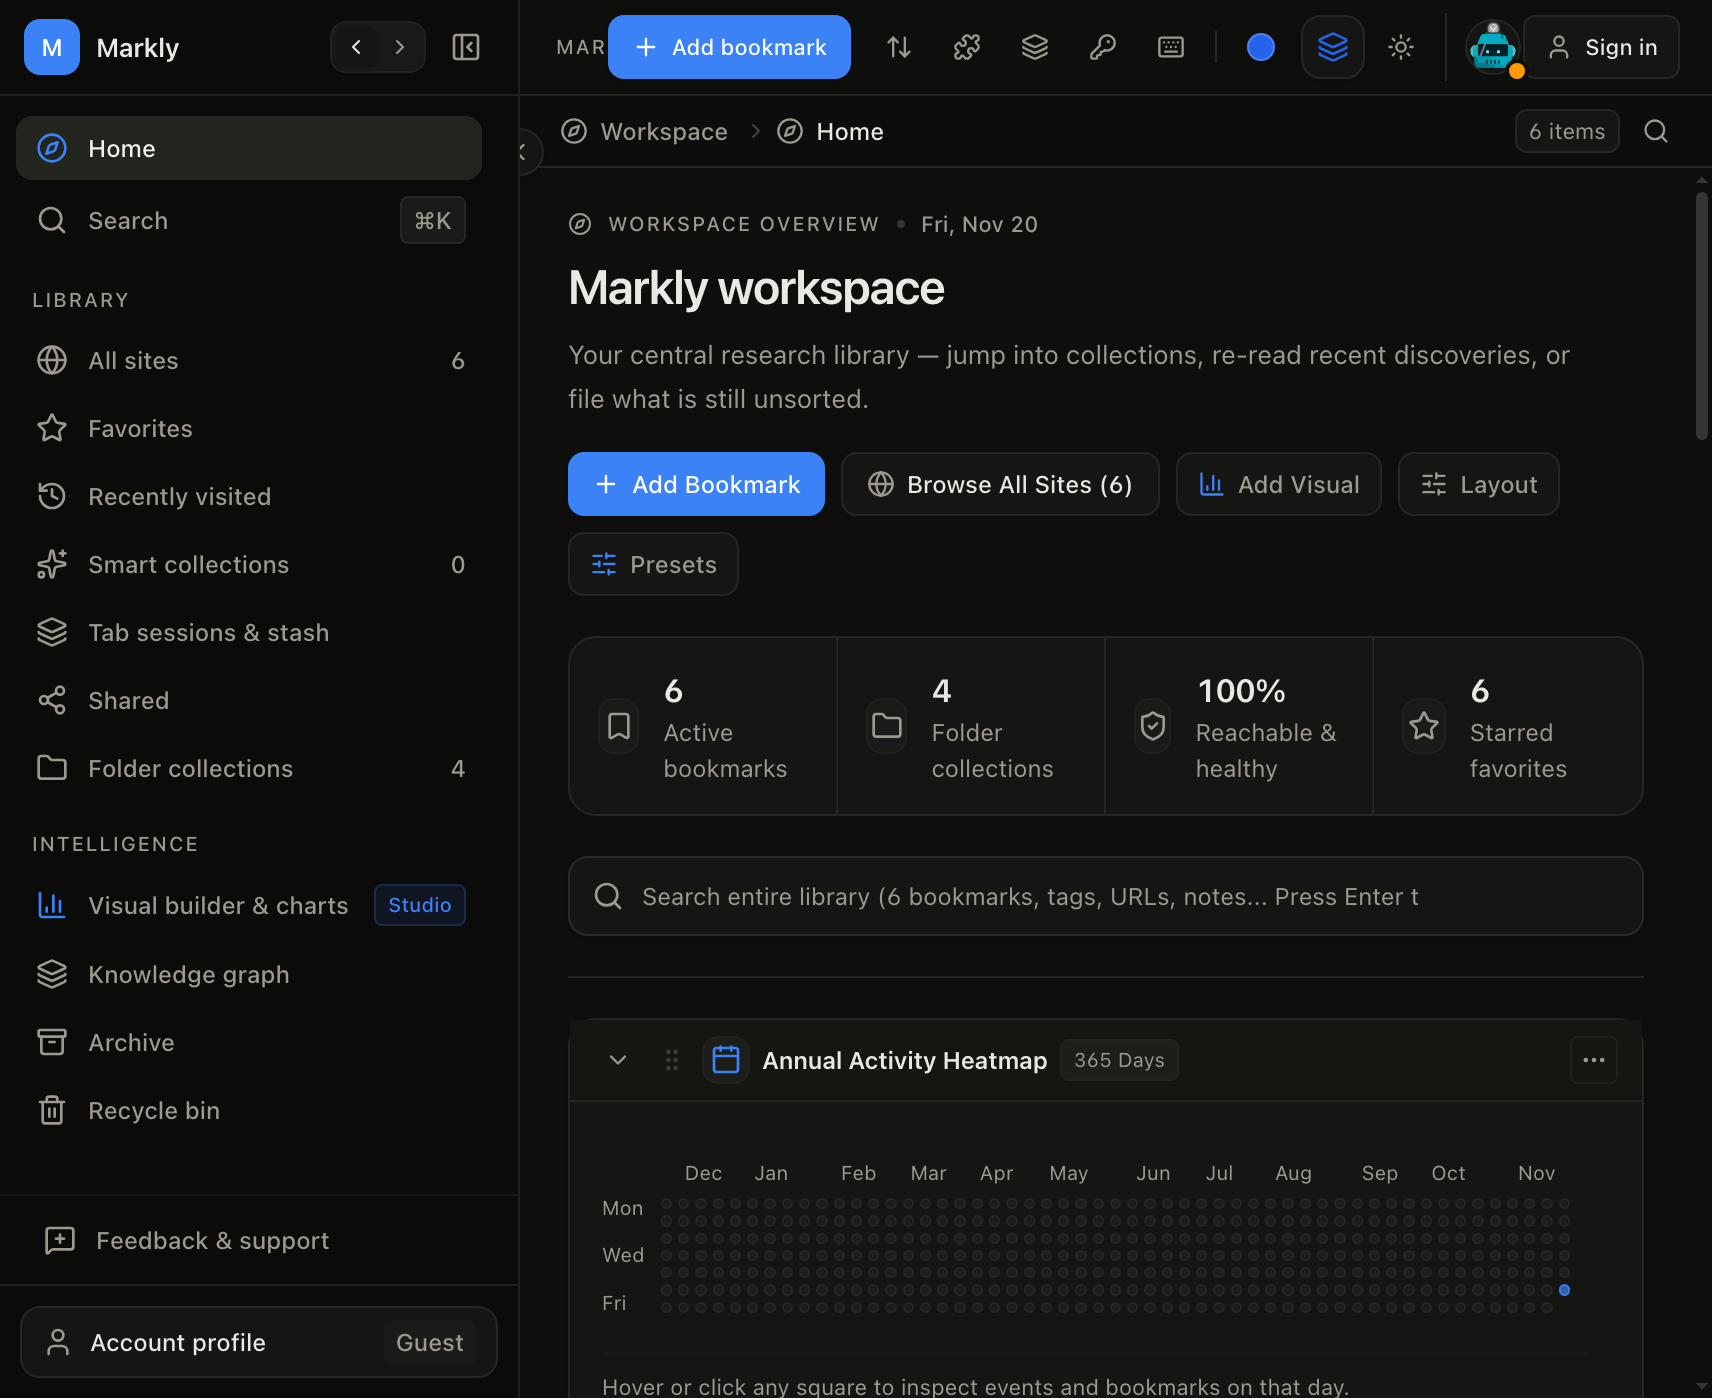 M Markly
MAR
Add bookmark
Sign in
Home
Search ⌘K
LIBRARY
All sites 6
Favorites
Recently visited
Smart collections 0
Tab sessions & stash
Shared
Folder collections 4
INTELLIGENCE
Visual builder & charts Studio
Knowledge graph
Archive
Recycle bin
Feedback & support
Account profile Guest
Workspace Home 6 items
WORKSPACE OVERVIEW • Fri, Nov 20
Markly workspace
Your central research library — jump into collections, re-read recent discoveries, or
file what is still unsorted.
Add Bookmark Browse All Sites (6) Add Visual Layout
Presets
6
Active
bookmarks
4
Folder
collections
100%
Reachable &
healthy
6
Starred
favorites
Search entire library (6 bookmarks, tags, URLs, notes... Press Enter t
Annual Activity Heatmap 365 Days
Dec Jan Feb Mar Apr May Jun Jul Aug Sep Oct Nov
Mon
Wed
Fri
Hover or click any square to inspect events and bookmarks on that day.